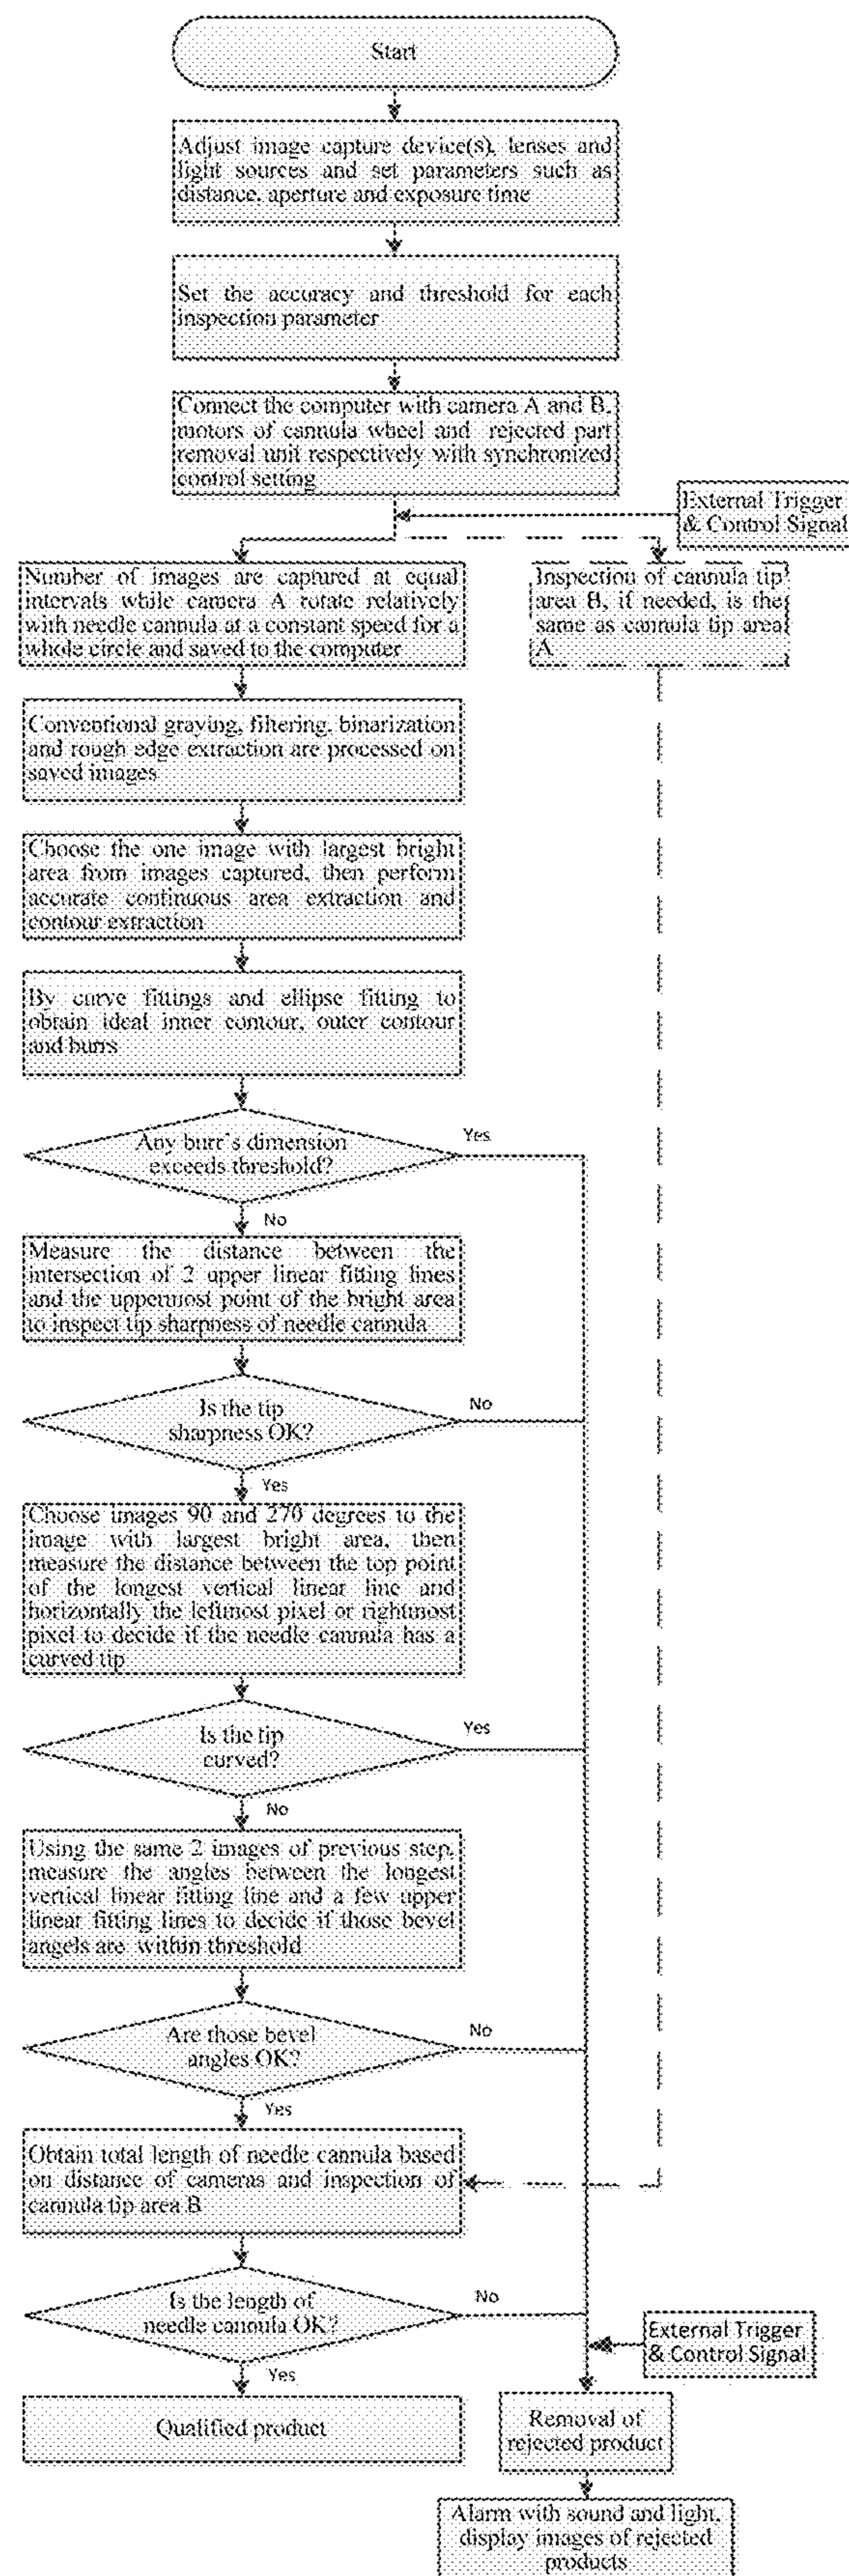 Start
Adjust image capture device(s), lenses and
light sources and set parameters such as
distance, aperture and exposure time
Set the accuracy and threshold for each
inspection parameter
Connect the computer with camera A and B,
motors of cannula wheel and rejected part
removal unit respectively with synchronized
control setting
External Trigger
& Control Signal
Number of images are captured at equal
intervals while camera A rotate relatively
with needle cannula at a constant speed for a
whole circle and saved to the computer
Inspection of cannula tip
area B, if needed, is the
same as cannula tip area
A
Conventional graying, filtering, binarization
and rough edge extraction are processed on
saved images
Choose the one image with largest bright
area from images captured, then perform
accurate continuous area extraction and
contour extraction
By curve fittings and ellipse fitting to
obtain ideal inner contour, outer contour
and burrs
Any burr's dimension
exceeds threshold?
Yes
No
Measure the distance between the
intersection of 2 upper linear fitting lines
and the uppermost point of the bright area
to inspect tip sharpness of needle cannula
Is the tip
sharpness OK?
No
Yes
Choose images 90 and 270 degrees to the
image with largest bright area, then
measure the distance between the top point
of the longest vertical linear line and
horizontally the leftmost pixel or rightmost
pixel to decide if the needle cannula has a
curved tip
Is the tip
curved?
Yes
No
Using the same 2 images of previous step,
measure the angles between the longest
vertical linear fitting line and a few upper
linear fitting lines to decide if those bevel
angels are within threshold
Are those bevel
angles OK?
No
Yes
Obtain total length of needle cannula based
on distance of cameras and inspection of
cannula tip area B
Is the length of
needle cannula OK?
No
Yes
External Trigger
& Control Signal
Qualified product
Removal of
rejected product
Alarm with sound and light,
display images of rejected
products